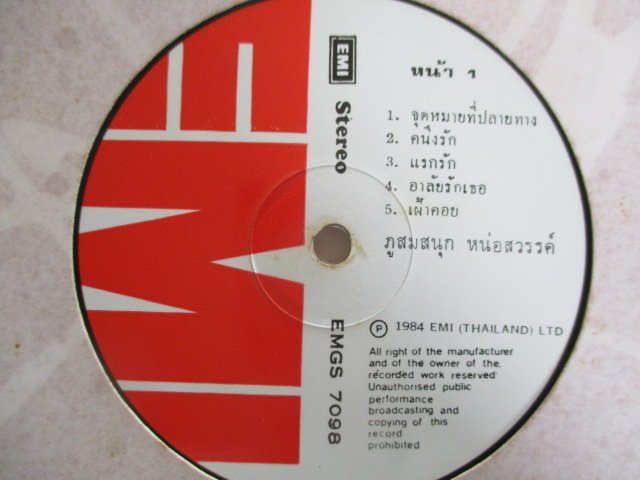 EMI
EMI
Stereo
EMGS 7098
หน้า 1
1. จุดหมายที่ปลายทาง
2. คนึงรัก
3. แรกรัก
4. อาลัยรักเธอ
5. เฝ้าคอย
ภูสมสนุก หน่อสวรรค์
Ⓟ 1984 EMI (THAILAND) LTD
All right of the manufacturer
and of the owner of the
recorded work reserved
Unauthorised public
performance
broadcasting and
copying of this
record
prohibited